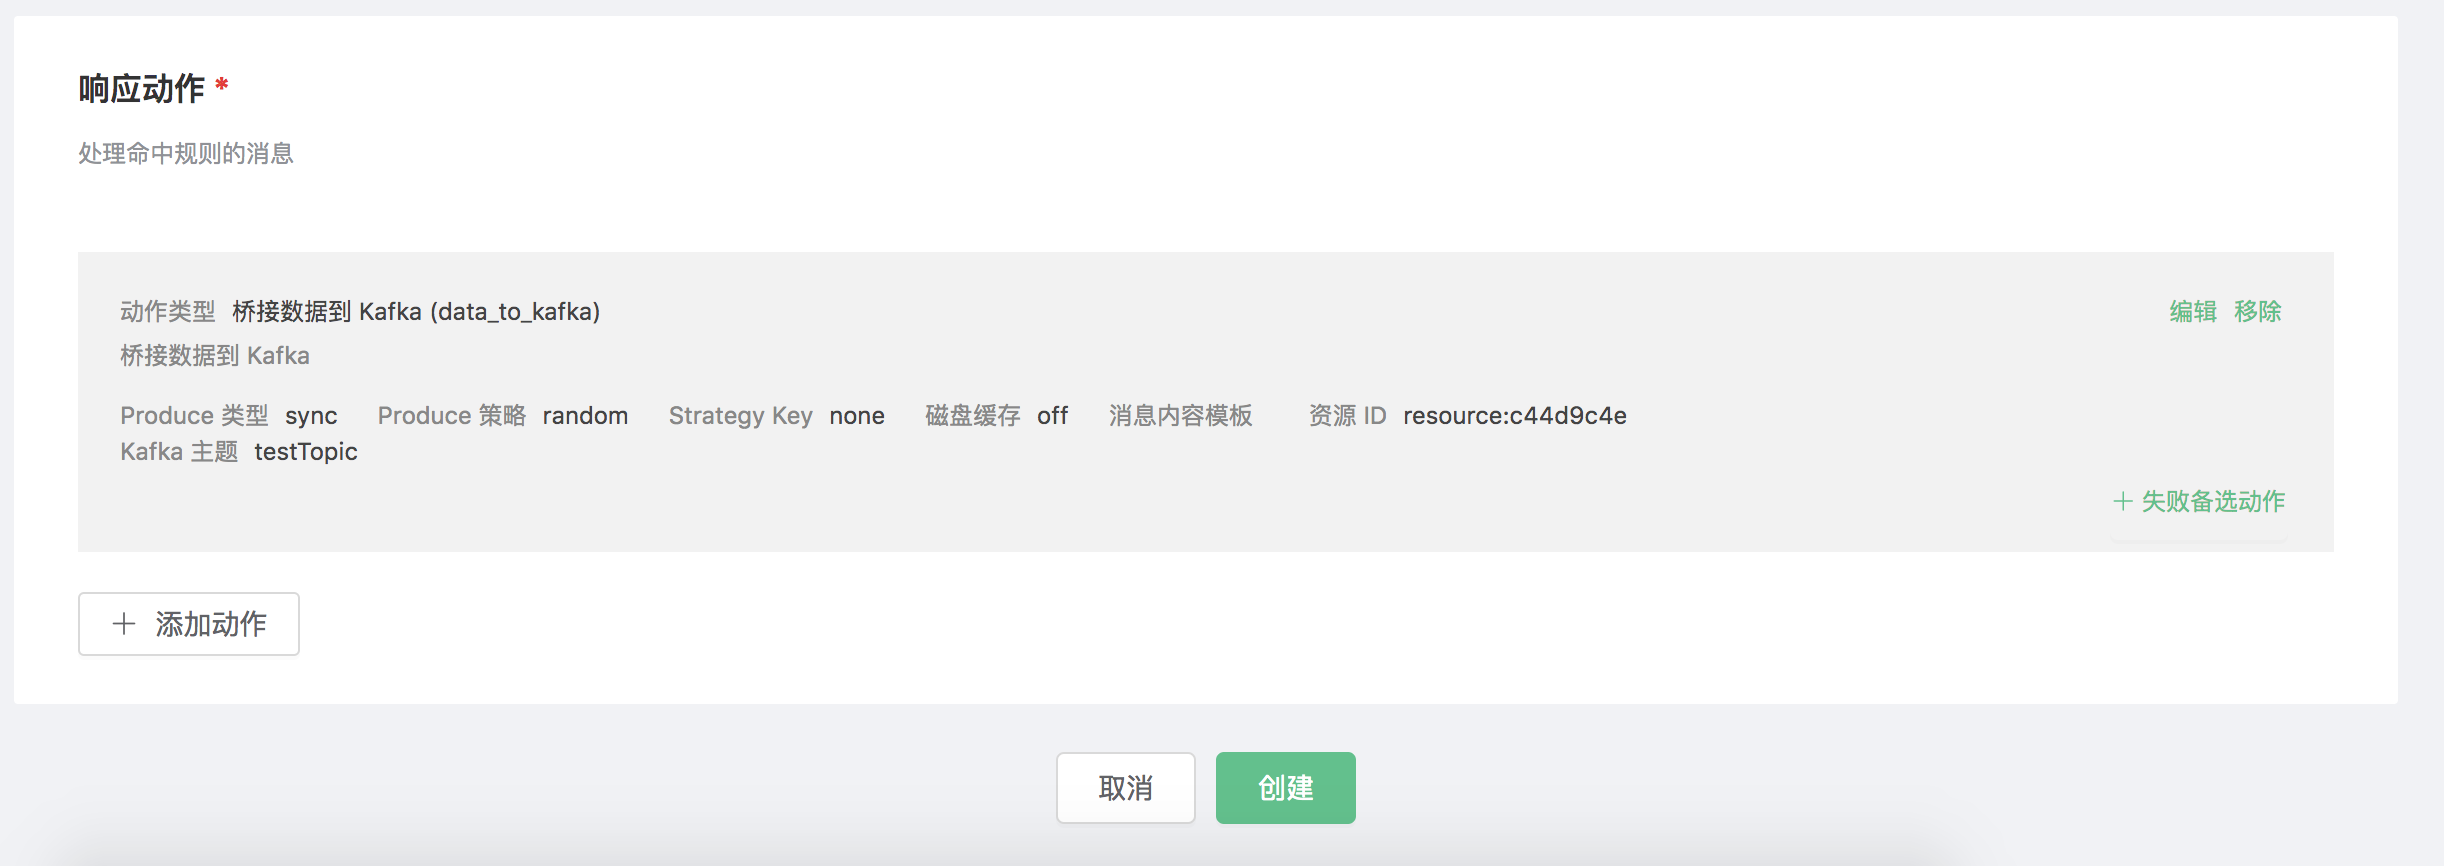 响应动作 *
处理命中规则的消息
动作类型 桥接数据到 Kafka (data_to_kafka) 编辑 移除
桥接数据到 Kafka
Produce 类型 sync Produce 策略 random Strategy Key none 磁盘缓存 off 消息内容模板 资源 ID resource:c44d9c4e
Kafka 主题 testTopic
+ 失败备选动作
+ 添加动作
取消 创建